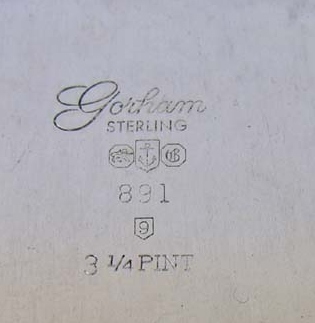 Gorham
STERLING
G
891
9
3 1/4 PINT